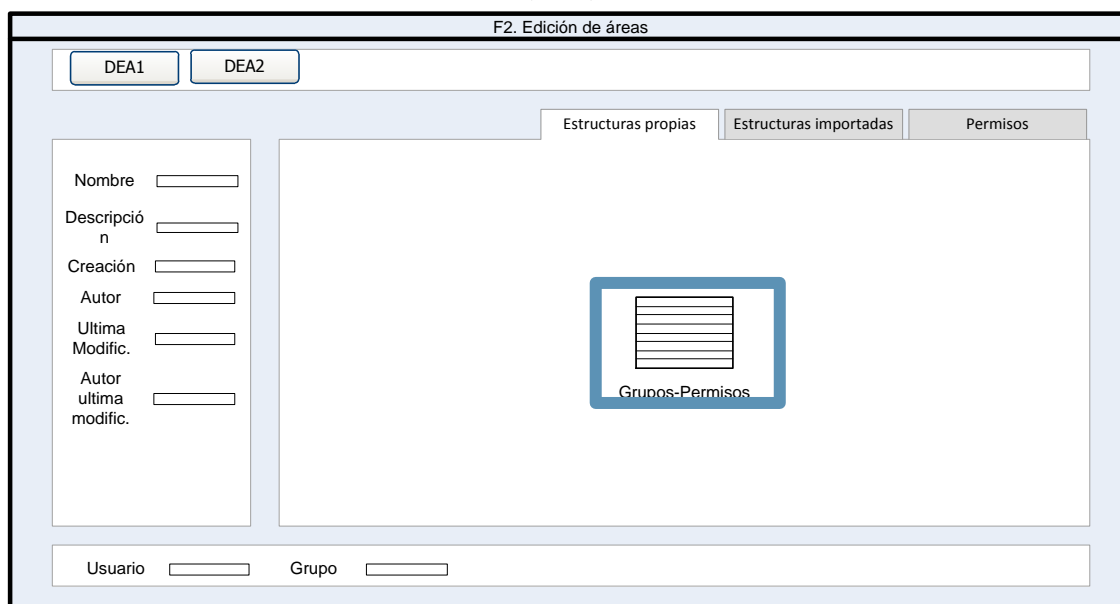 F2. Edición de áreas
DEA1 DEA2
Estructuras propias Estructuras importadas Permisos
Nombre
Descripció
n
Creación
Autor
Ultima
Modific.
Autor
ultima
modific.
Grupos-Permisos
Usuario Grupo